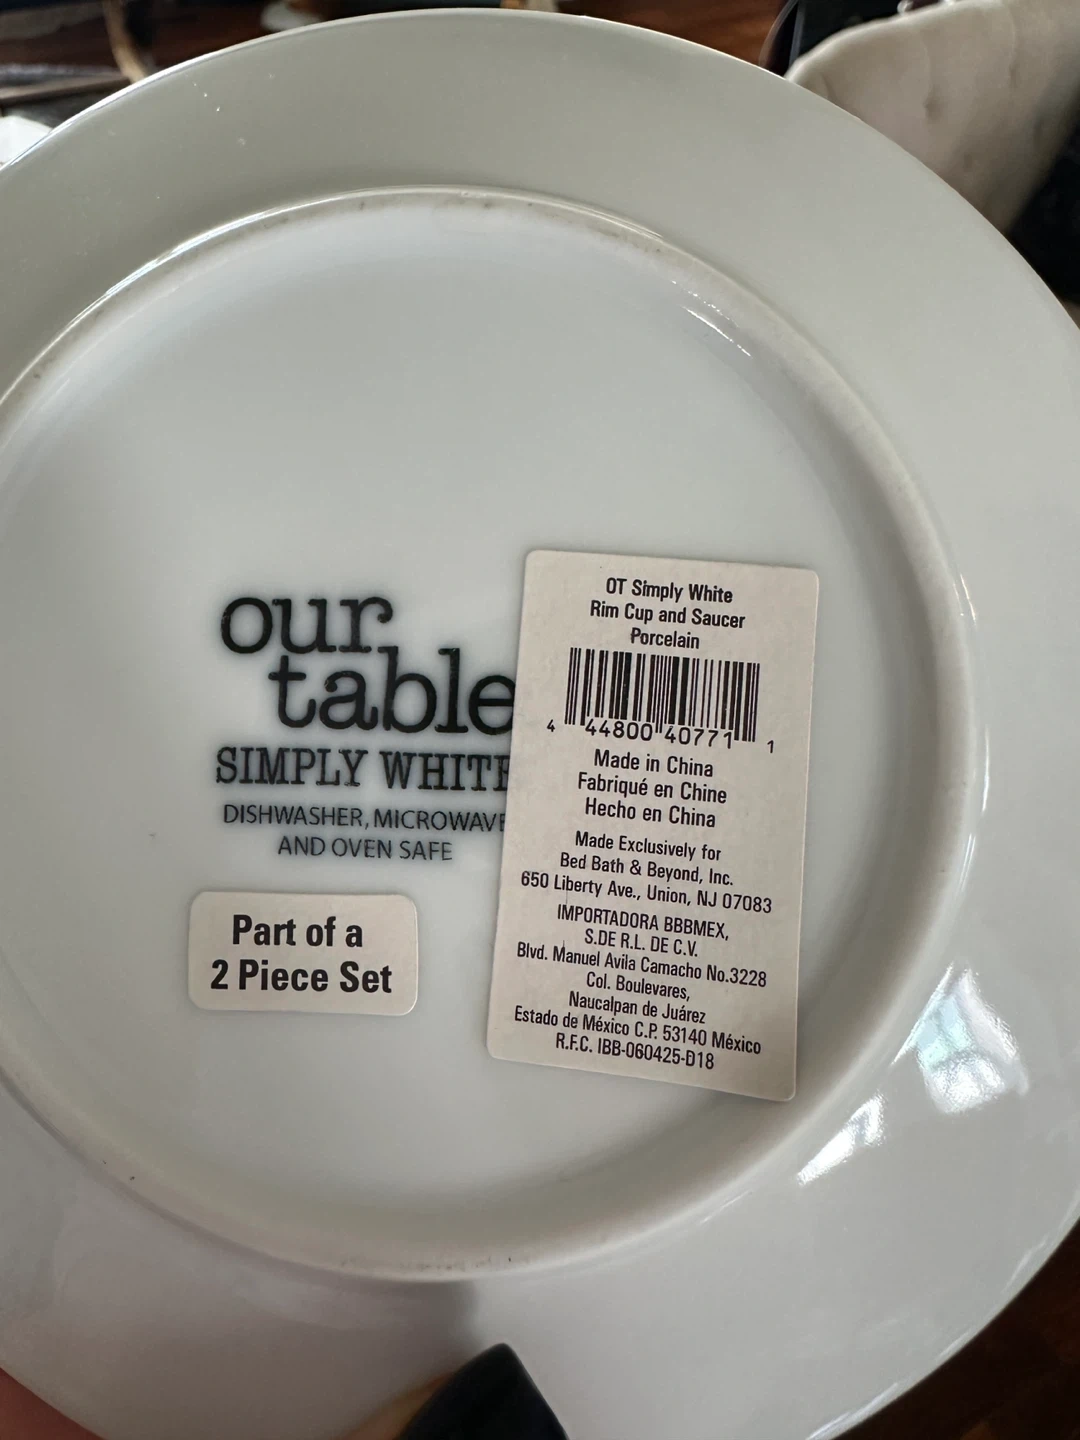 our
table
SIMPLY WHITE
DISHWASHER, MICROWAVE
AND OVEN SAFE
Part of a
2 Piece Set
OT Simply White
Rim Cup and Saucer
Porcelain
4 44800 40771 1
Made in China
Fabriqué en Chine
Hecho en China
Made Exclusively for
Bed Bath & Beyond, Inc.
650 Liberty Ave., Union, NJ 07083
IMPORTADORA BBBMEX,
S.DE R.L. DE C.V.
Blvd. Manuel Avila Camacho No.3228
Col. Boulevares,
Naucalpan de Juárez
Estado de México C.P. 53140 México
R.F.C. IBB-060425-D18